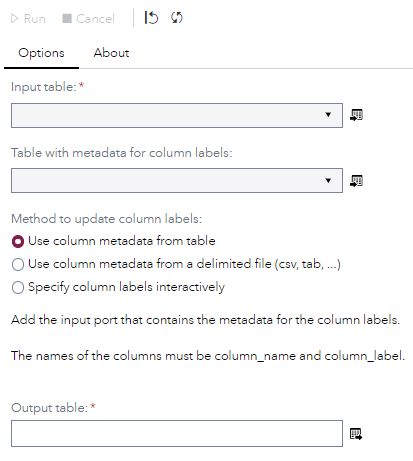 Run Cancel
Options About
Input table: *
Table with metadata for column labels:
Method to update column labels:
Use column metadata from table
Use column metadata from a delimited file (csv, tab, ...)
Specify column labels interactively
Add the input port that contains the metadata for the column labels.
The names of the columns must be column_name and column_label.
Output table: *